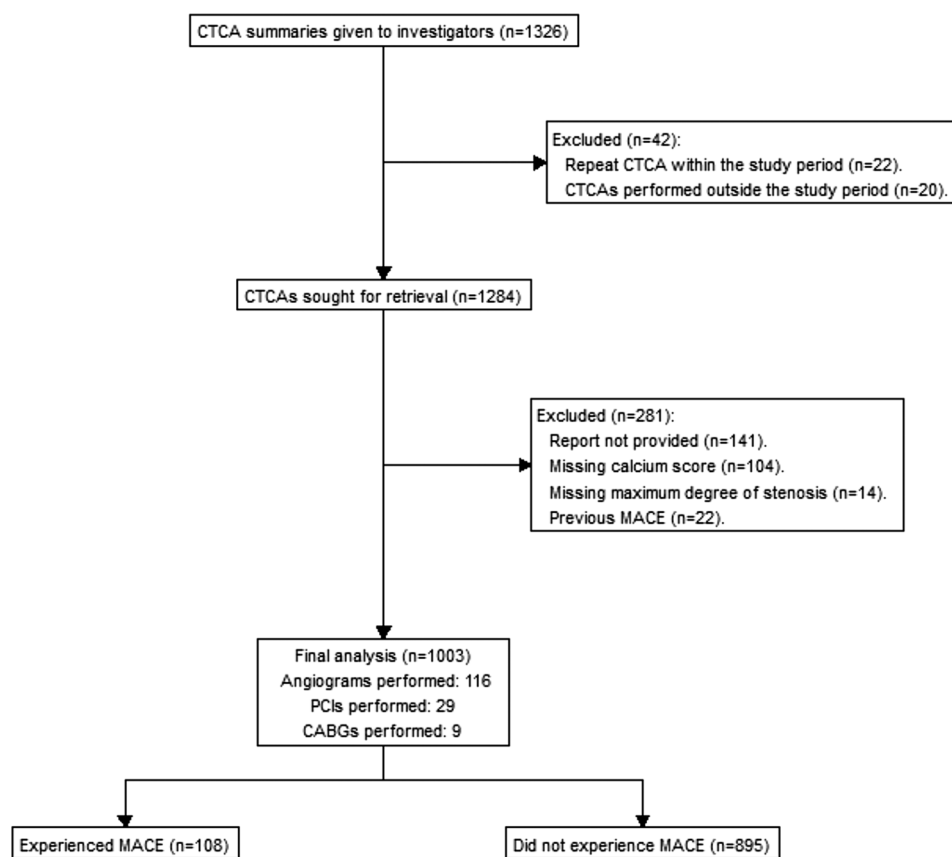 CTCA summaries given to investigators (n=1326)
Excluded (n=42):
Repeat CTCA within the study period (n=22).
CTCAs performed outside the study period (n=20).
CTCAs sought for retrieval (n=1284)
Excluded (n=281):
Report not provided (n=141).
Missing calcium score (n=104).
Missing maximum degree of stenosis (n=14).
Previous MACE (n=22).
Final analysis (n=1003)
Angiograms performed: 116
PCIs performed: 29
CABGs performed: 9
Experienced MACE (n=108)
Did not experience MACE (n=895)